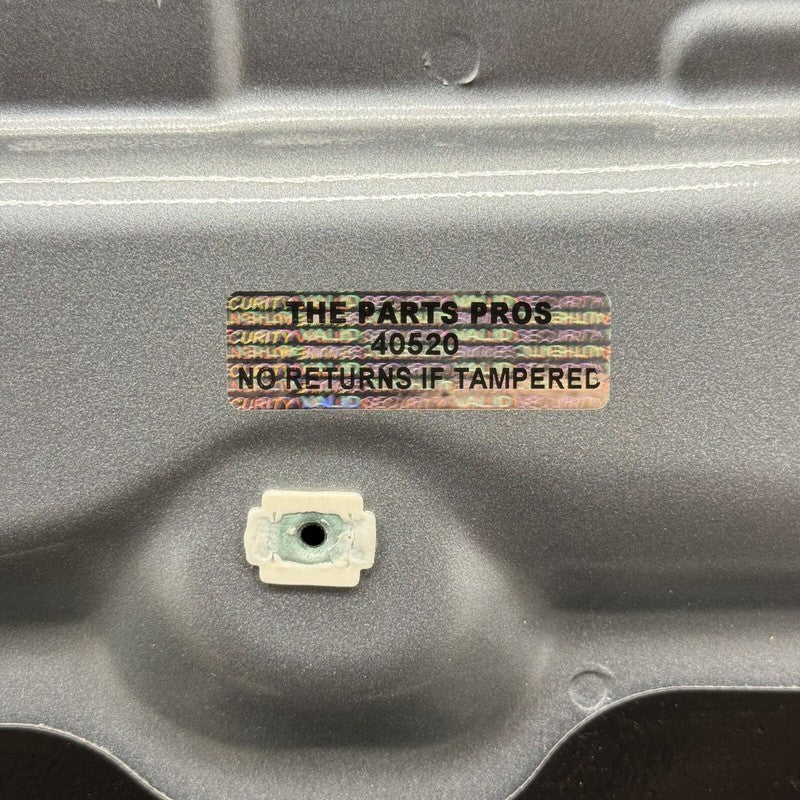 THE PARTS PROS
40520
NO RETURNS IF TAMPERED